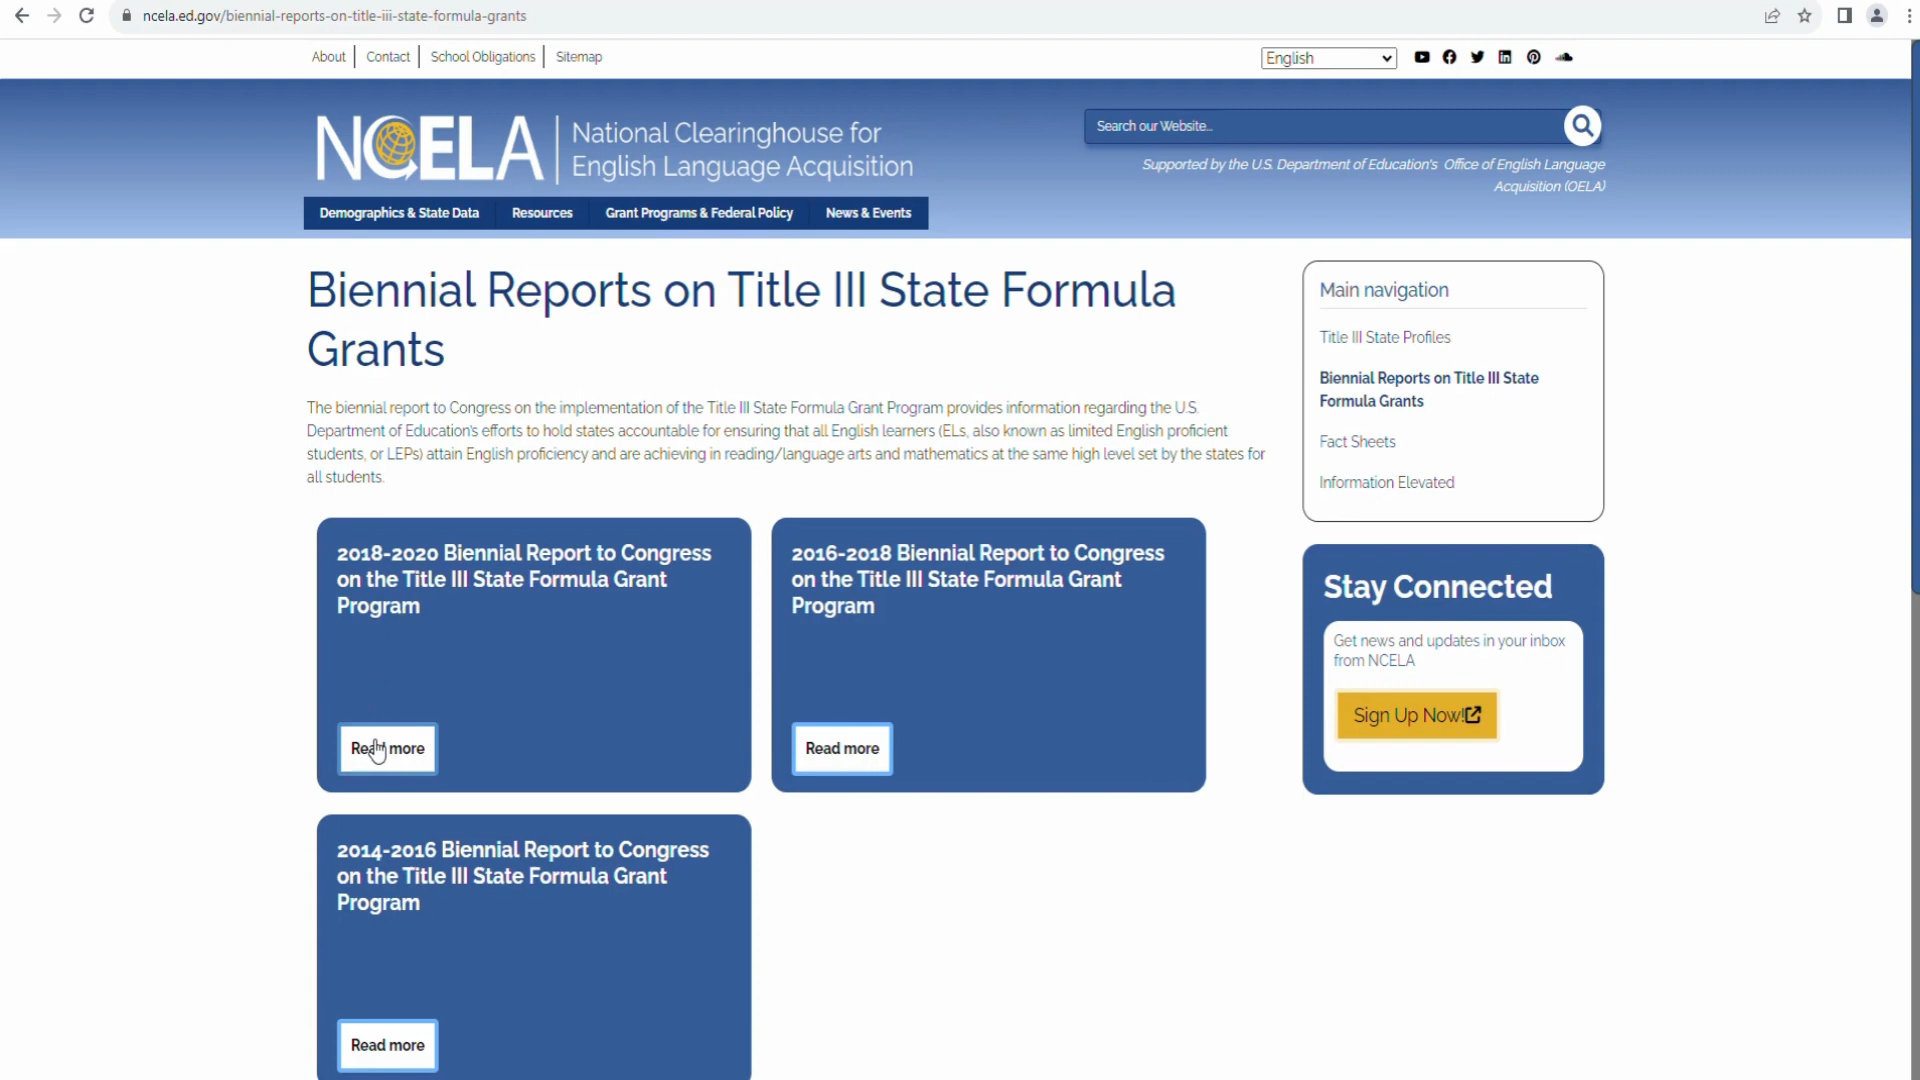 ncela.ed.gov/biennial-reports-on-title-iii-state-formula-grants
About
Contact
School Obligations
Sitemap
English
NCELA
National Clearinghouse for
English Language Acquisition
Search our Website...
Supported by the U.S. Department of Education's Office of English Language
Acquisition (OELA)
Demographics & State Data
Resources
Grant Programs & Federal Policy
News & Events
Biennial Reports on Title III State Formula
Grants
The biennial report to Congress on the implementation of the Title III State Formula Grant Program provides information regarding the U.S.
Department of Education's efforts to hold states accountable for ensuring that all English learners (ELs, also known as limited English proficient
students, or LEPs) attain English proficiency and are achieving in reading/language arts and mathematics at the same high level set by the states for
all students.
Main navigation
Title III State Profiles
Biennial Reports on Title III State
Formula Grants
Fact Sheets
Information Elevated
2018-2020 Biennial Report to Congress
on the Title III State Formula Grant
Program
Read more
2016-2018 Biennial Report to Congress
on the Title III State Formula Grant
Program
Read more
Stay Connected
Get news and updates in your inbox
from NCELA
Sign Up Now!
2014-2016 Biennial Report to Congress
on the Title III State Formula Grant
Program
Read more